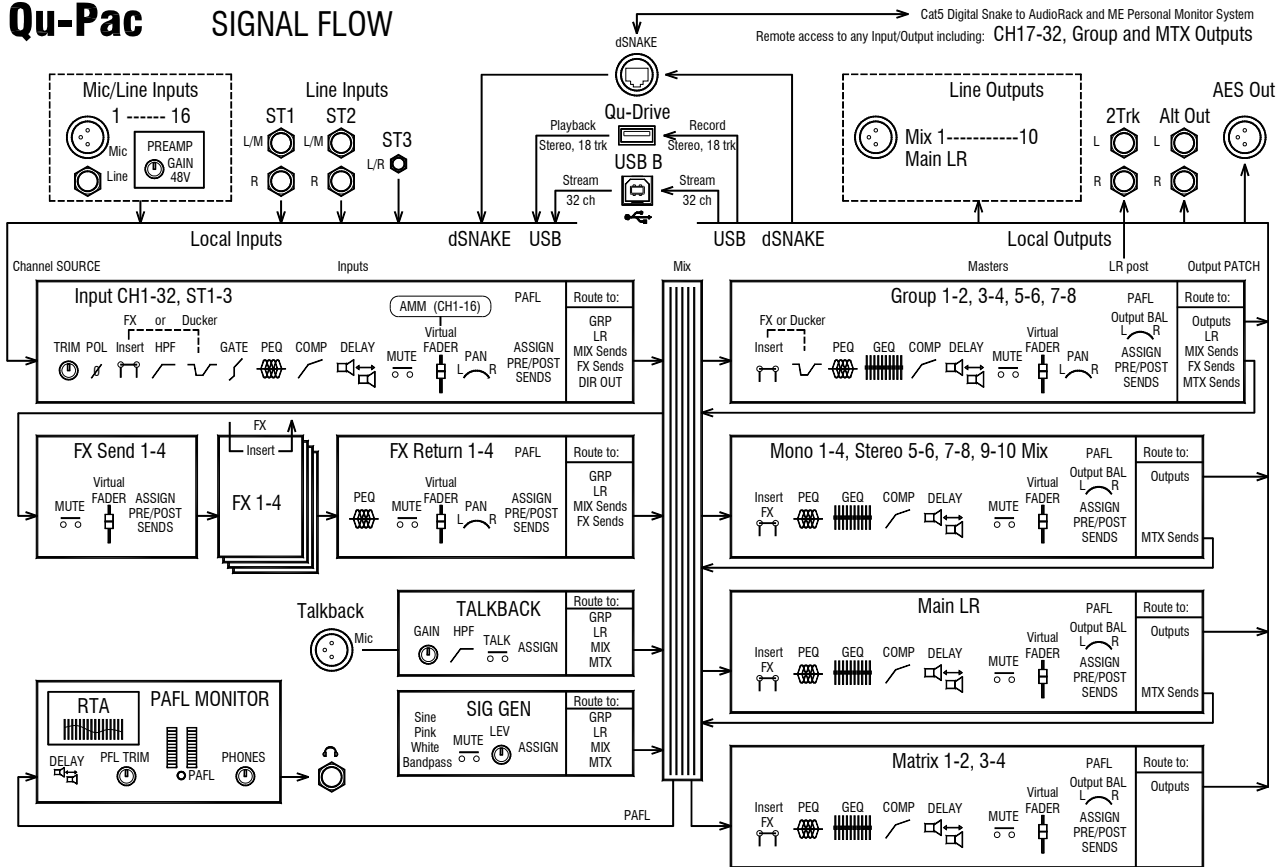 Qu-Pac SIGNAL FLOW
Cat5 Digital Snake to AudioRack and ME Personal Monitor System
Remote access to any Input/Output including: CH17-32, Group and MTX Outputs
dSNAKE
Mic/Line Inputs
1 ------ 16
Mic
Line
PREAMP
GAIN
48V
Line Inputs
ST1 ST2
L/M L/M
R R
ST3
L/R
Qu-Drive
Playback
Stereo, 18 trk
Record
Stereo, 18 trk
USB B
Stream
32 ch
Stream
32 ch
Line Outputs
Mix 1-----------10
Main LR
2Trk Alt Out
L L
R R
AES Out
Local Inputs dSNAKE USB
USB dSNAKE Local Outputs
Channel SOURCE Inputs Mix Masters LR post Output PATCH
Input CH1-32, ST1-3
AMM (CH1-16)
PAFL
FX or Ducker
TRIM POL Insert HPF GATE PEQ COMP DELAY MUTE
Virtual
FADER
PAN
L R
ASSIGN
PRE/POST
SENDS
Route to:
GRP
LR
MIX Sends
FX Sends
DIR OUT
Group 1-2, 3-4, 5-6, 7-8
FX or Ducker
Insert PEQ GEQ COMP DELAY MUTE
Virtual
FADER
PAN
L R
PAFL
Output BAL
L R
ASSIGN
PRE/POST
SENDS
Route to:
Outputs
LR
MIX Sends
FX Sends
MTX Sends
FX Send 1-4
MUTE
Virtual
FADER
ASSIGN
PRE/POST
SENDS
FX
Insert
FX 1-4
FX Return 1-4
PAFL
PEQ MUTE
Virtual
FADER
PAN
L R
ASSIGN
PRE/POST
SENDS
Route to:
GRP
LR
MIX Sends
FX Sends
Mono 1-4, Stereo 5-6, 7-8, 9-10 Mix
Insert
FX
PEQ GEQ COMP DELAY MUTE
Virtual
FADER
PAFL
Output BAL
L R
ASSIGN
PRE/POST
SENDS
Route to:
Outputs
MTX Sends
Talkback
Mic
TALKBACK
GAIN HPF TALK ASSIGN
Route to:
GRP
LR
MIX
MTX
Main LR
Insert
FX
PEQ GEQ COMP DELAY MUTE
Virtual
FADER
PAFL
Output BAL
L R
ASSIGN
PRE/POST
SENDS
Route to:
Outputs
MTX Sends
PAFL MONITOR
RTA
DELAY PFL TRIM PAFL PHONES
SIG GEN
Sine
Pink
White
Bandpass
MUTE LEV ASSIGN
Route to:
GRP
LR
MIX
MTX
PAFL
Matrix 1-2, 3-4
Insert
FX
PEQ GEQ COMP DELAY MUTE
Virtual
FADER
PAFL
Output BAL
L R
ASSIGN
PRE/POST
SENDS
Route to:
Outputs